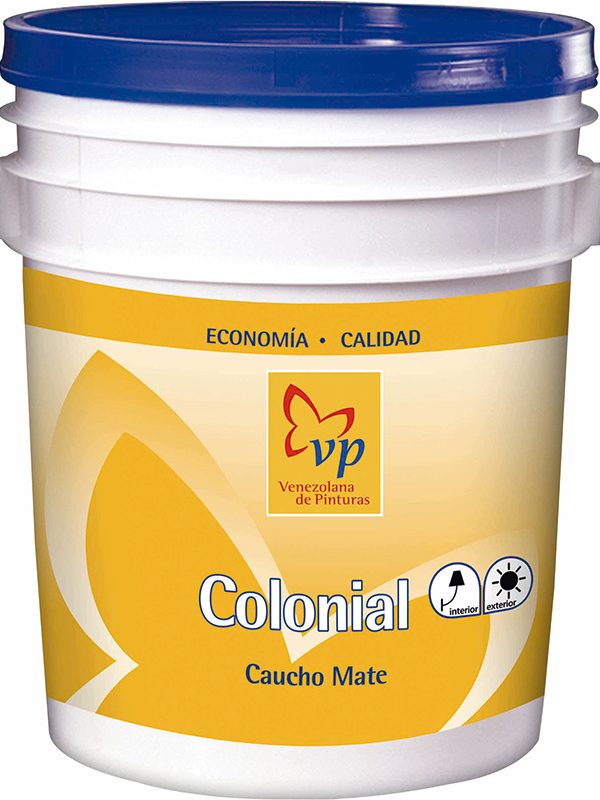 ECONOMÍA • CALIDAD
vp
Venezolana
de Pinturas
Colonial
interior
exterior
Caucho Mate